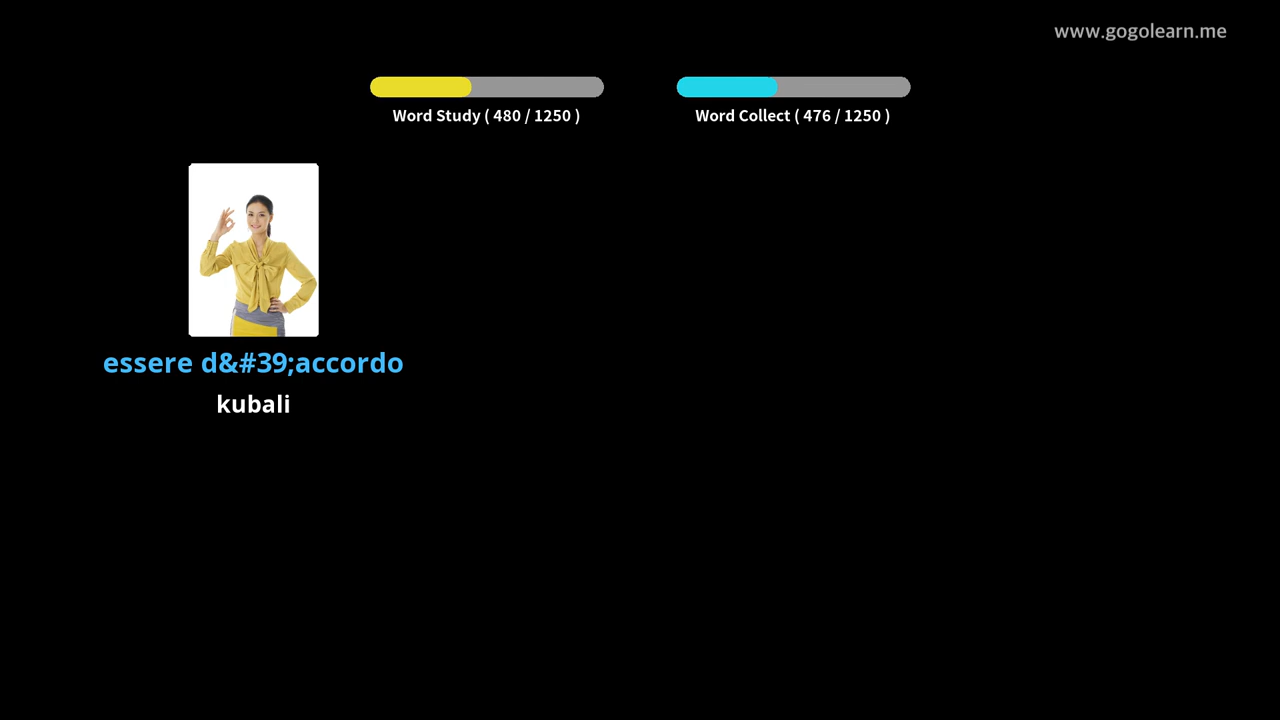 www.gogolearn.me
Word Study ( 480 / 1250 )
Word Collect ( 476 / 1250 )
essere d&#39;accordo
kubali